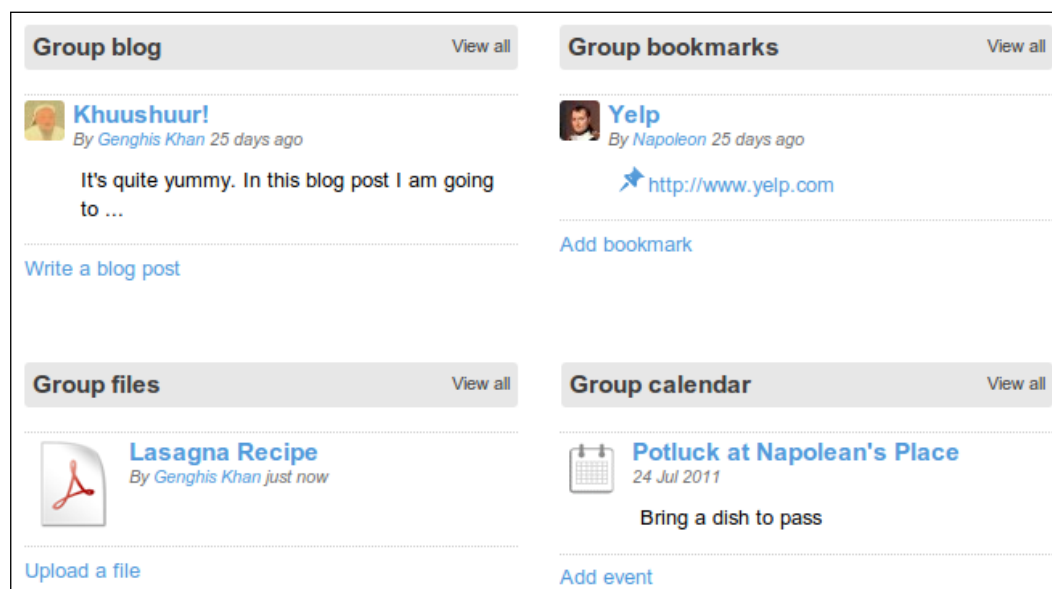 Group blog View all
Khuushuur!
By Genghis Khan 25 days ago
It's quite yummy. In this blog post I am going
to ...
Write a blog post
Group bookmarks View all
Yelp
By Napoleon 25 days ago
http://www.yelp.com
Add bookmark
Group files View all
Lasagna Recipe
By Genghis Khan just now
Upload a file
Group calendar View all
Potluck at Napolean's Place
24 Jul 2011
Bring a dish to pass
Add event